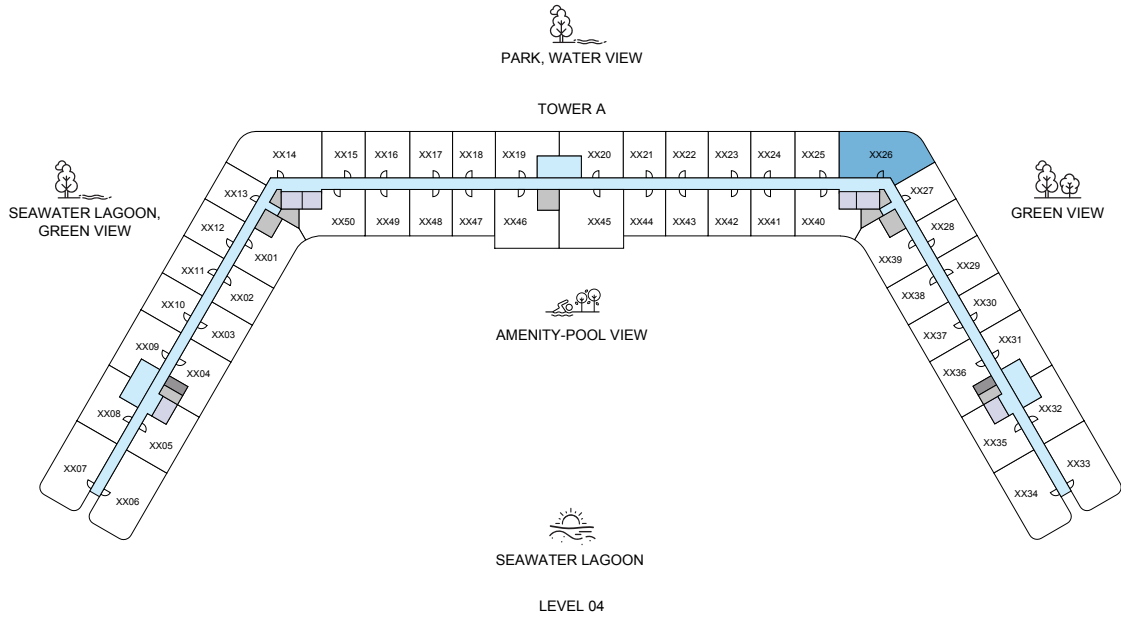 PARK, WATER VIEW
TOWER A
XX14
XX15
XX16
XX17
XX18
XX19
XX20
XX21
XX22
XX23
XX24
XX25
XX26
SEAWATER LAGOON,
GREEN VIEW
GREEN VIEW
XX13
XX27
XX12
XX50
XX49
XX48
XX47
XX46
XX45
XX44
XX43
XX42
XX41
XX40
XX28
XX01
XX39
XX11
XX29
XX02
XX38
XX10
XX30
XX03
XX37
AMENITY-POOL VIEW
XX09
XX31
XX04
XX36
XX08
XX32
XX05
XX35
XX07
XX33
XX06
XX34
SEAWATER LAGOON
LEVEL 04